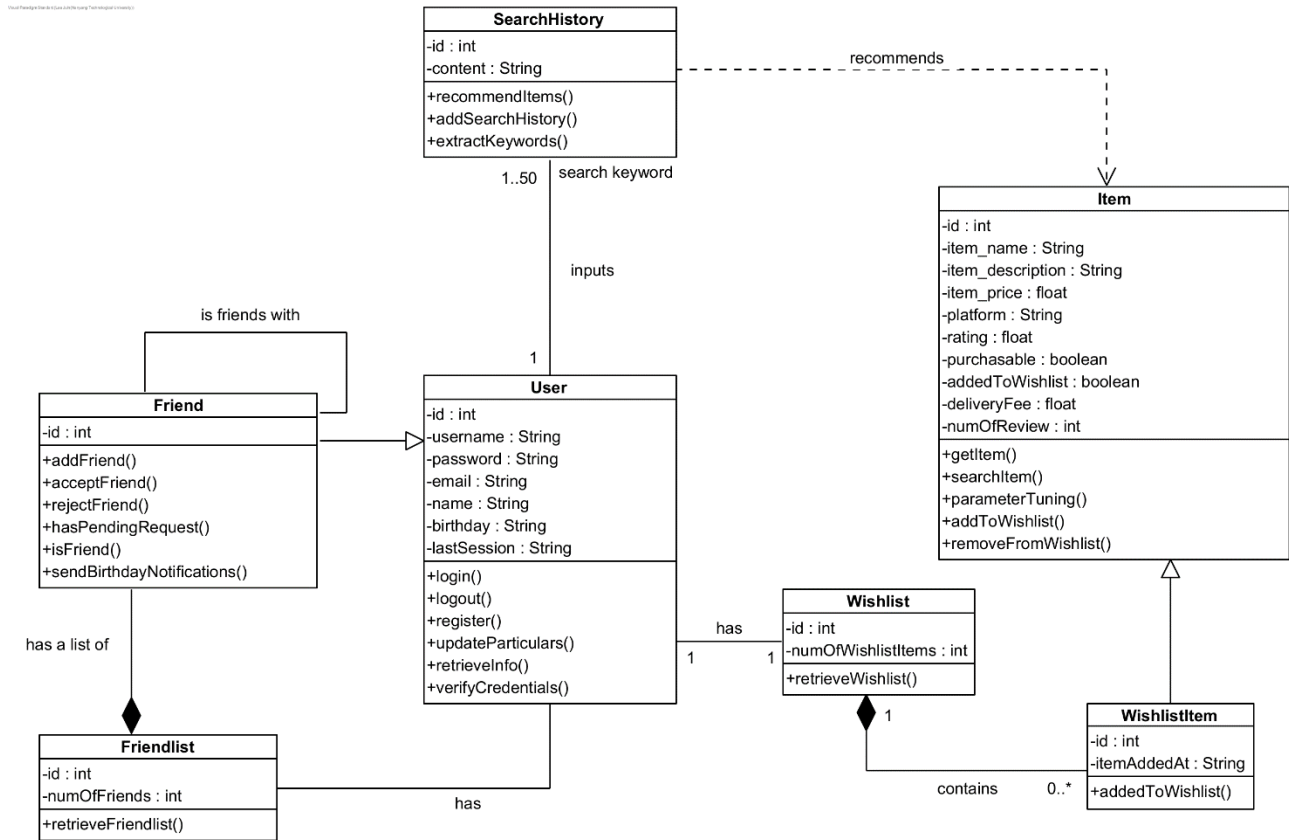 SearchHistory
-id : int
-content : String
+recommendItems()
+addSearchHistory()
+extractKeywords()
recommends
1..50
search keyword
inputs
1
Item
-id : int
-item_name : String
-item_description : String
-item_price : float
-platform : String
-rating : float
-purchasable : boolean
-addedToWishlist : boolean
-deliveryFee : float
-numOfReview : int
+getItem()
+searchItem()
+parameterTuning()
+addToWishlist()
+removeFromWishlist()
is friends with
Friend
-id : int
+addFriend()
+acceptFriend()
+rejectFriend()
+hasPendingRequest()
+isFriend()
+sendBirthdayNotifications()
User
-id : int
-username : String
-password : String
-email : String
-name : String
-birthday : String
-lastSession : String
+login()
+logout()
+register()
+updateParticulars()
+retrieveInfo()
+verifyCredentials()
has
1
1
Wishlist
-id : int
-numOfWishlistItems : int
+retrieveWishlist()
1
contains
0..*
WishlistItem
-id : int
-itemAddedAt : String
+addedToWishlist()
has a list of
Friendlist
-id : int
-numOfFriends : int
+retrieveFriendlist()
has